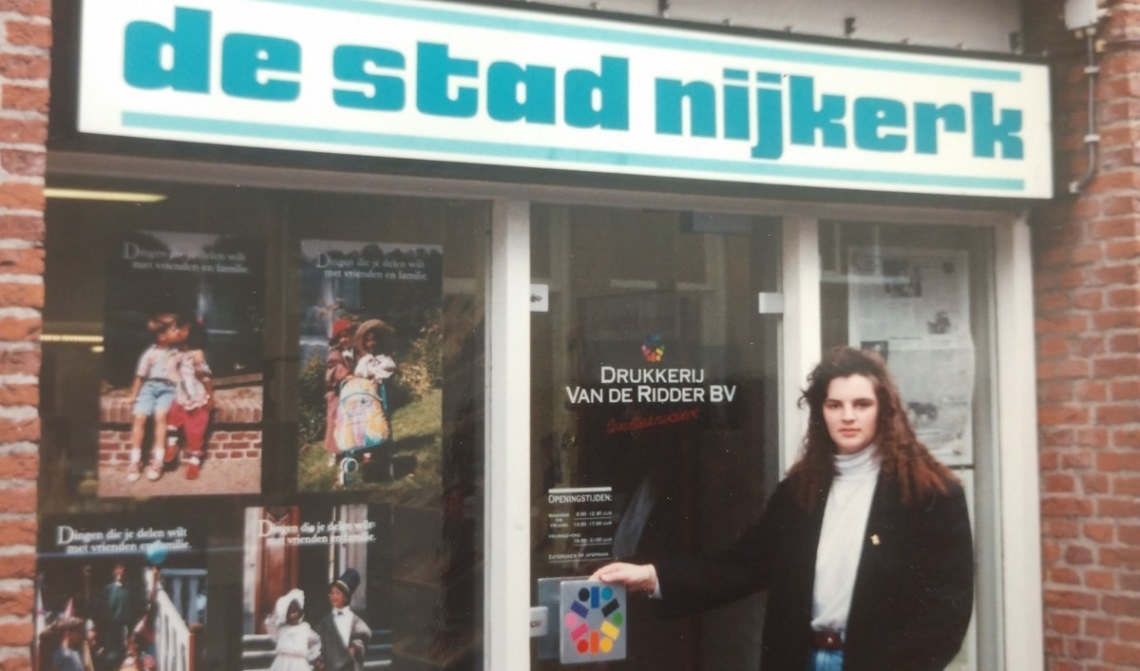 de stad nijkerk
Dingen die je delen wilt
met vrienden en familie.
Dingen die je delen wilt
met vrienden en familie.
Dingen die je delen wilt
met vrienden en familie.
Dingen die je delen wilt
met vrienden en familie.
DRUKKERIJ
VAN DE RIDDER BV
OPENINGSTIJDEN: